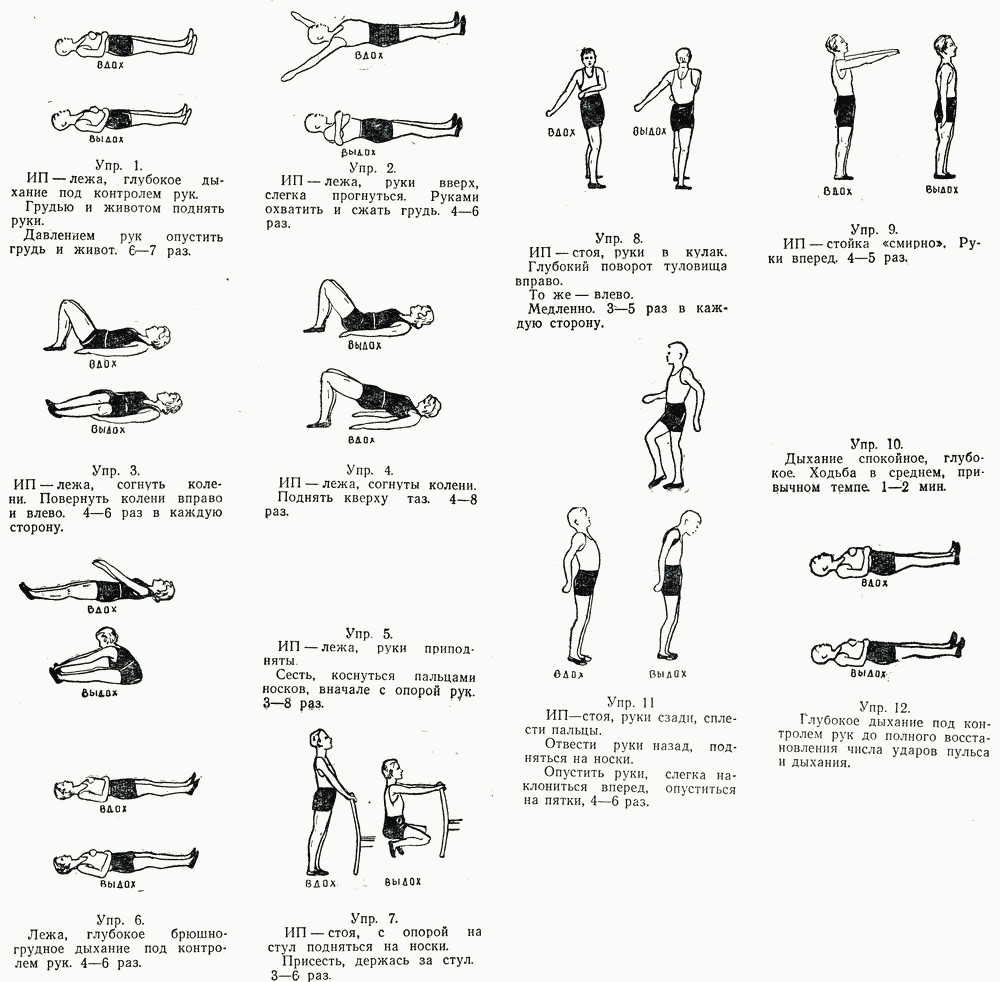 ВДОХ
ВЫДОХ
Упр. 1.
ИП — лежа, глубокое ды-
хание под контролем рук.
Грудью и животом поднять
руки.
Давлением рук опустить
грудь и живот. 6—7 раз.
ВДОХ
ВЫДОХ
Упр. 2.
ИП — лежа, руки вверх,
слегка прогнуться. Руками
охватить и сжать грудь. 4—6
раз.
ВДОХ
ВЫДОХ
Упр. 3.
ИП — лежа, согнуть коле-
ни. Повернуть колени вправо
и влево. 4—6 раз в каждую
сторону.
ВЫДОХ
ВДОХ
Упр. 4.
ИП — лежа, согнуты колени.
Поднять кверху таз. 4—8
раз.
ВДОХ
ВЫДОХ
Упр. 5.
ИП — лежа, руки припод-
няты.
Сесть, коснуться пальцами
носков, вначале с опорой рук.
3—8 раз.
ВДОХ
ВЫДОХ
Упр. 6.
Лежа, глубокое брюшно-
грудное дыхание под контро-
лем рук. 4—6 раз.
ВДОХ
ВЫДОХ
Упр. 7.
ИП — стоя, с опорой на
стул подняться на носки.
Присесть, держась за стул.
3—6 раз.
ВДОХ
ВЫДОХ
Упр. 8.
ИП — стоя, руки в кулак.
Глубокий поворот туловища
вправо.
То же — влево.
Медленно. 3—5 раз в каж-
дую сторону.
ВДОХ
ВЫДОХ
Упр. 9.
ИП — стойка «смирно». Ру-
ки вперед. 4—5 раз.
Упр. 10.
Дыхание спокойное, глубо-
кое. Ходьба в среднем, при-
вычном темпе. 1—2 мин.
ВДОХ
ВЫДОХ
Упр. 11
ИП—стоя, руки сзади, спле-
сти пальцы.
Отвести руки назад, под-
няться на носки.
Опустить руки, слегка на-
клониться вперед, опуститься
на пятки, 4—6 раз.
ВДОХ
ВЫДОХ
Упр. 12.
Глубокое дыхание под кон-
тролем рук до полного восста-
новления числа ударов пульса
и дыхания.